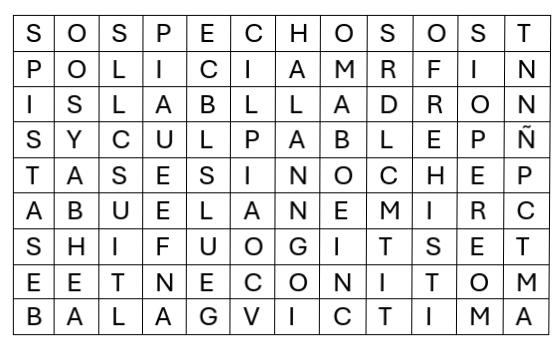 S O S P E C H O S O S T
P O L I C I A M R F I N
I S L A B L L A D R O N
S Y C U L P A B L E P Ñ
T A S E S I N O C H E P
A B U E L A N E M I R C
S H I F U O G I T S E T
E E T N E C O N I T O M
B A L A G V I C T I M A